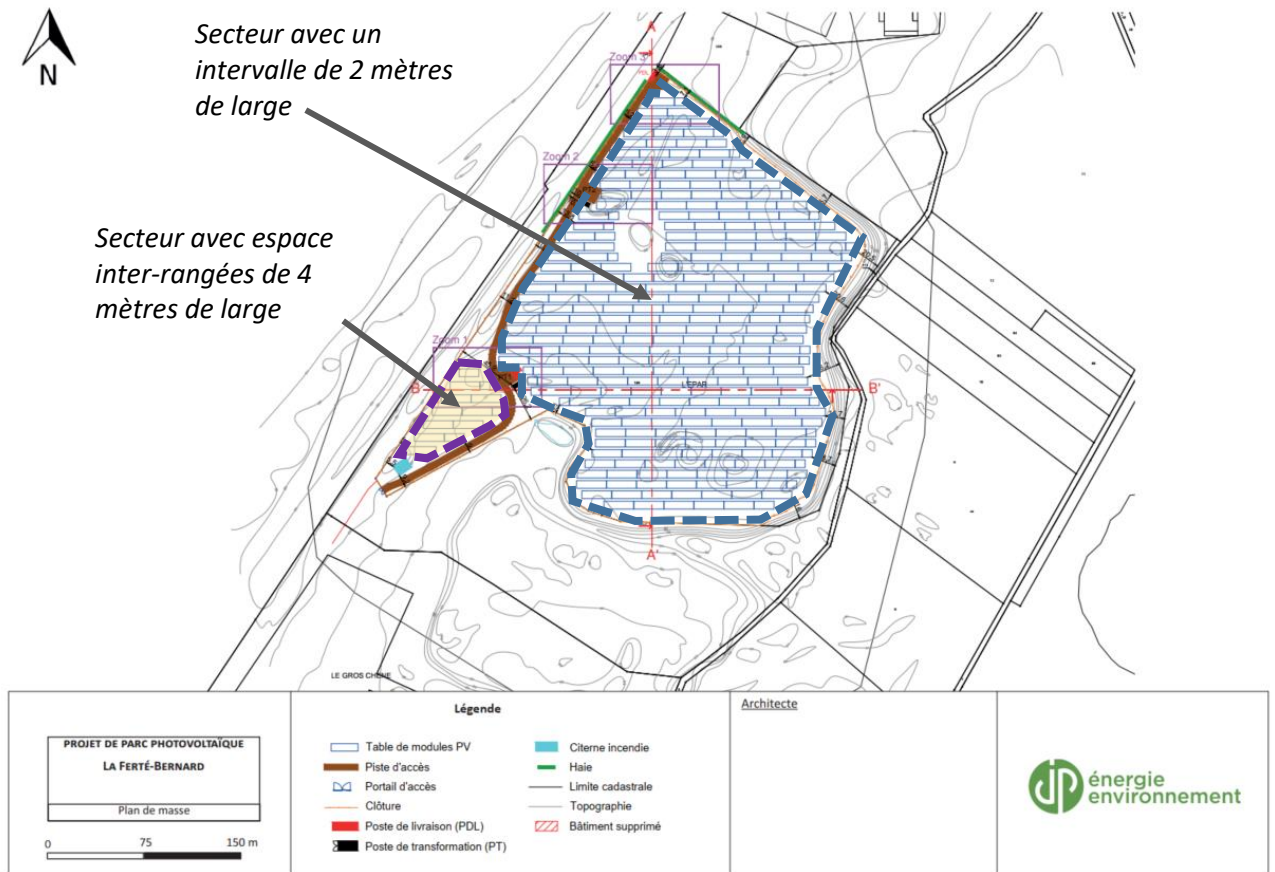 N
Secteur avec un
intervalle de 2 mètres
de large
Secteur avec espace
inter-rangées de 4
mètres de large
A
Zoom 3
Zoom 2
Zoom 1
B
L'EPAR
B'
A'
LE GROS CHENE
PROJET DE PARC PHOTOVOLTAÏQUE
LA FERTÉ-BERNARD
Plan de masse
0 75 150 m
Légende
Table de modules PV
Piste d'accès
Portail d'accès
Clôture
Poste de livraison (PDL)
Poste de transformation (PT)
Citerne incendie
Haie
Limite cadastrale
Topographie
Bâtiment supprimé
Architecte
JP énergie
environnement